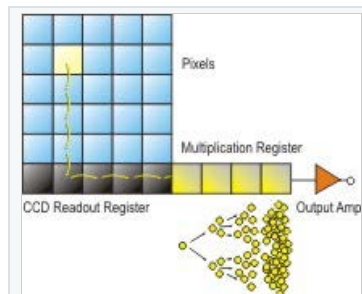 Pixels
Multiplication Register
CCD Readout Register
Output Amp